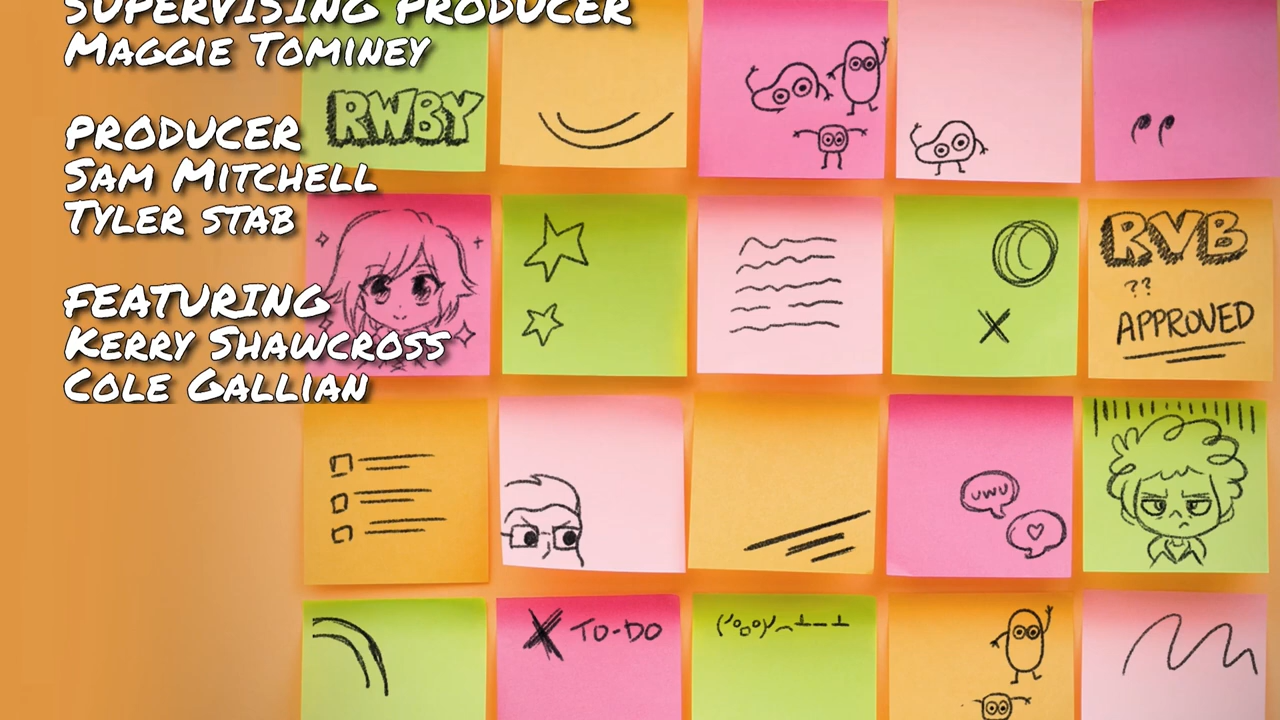 SUPERVISING PRODUCER
MAGGIE TOMINEY
PRODUCER
SAM MITCHELL
TYLER STAB
FEATURING
KERRY SHAWCROSS
COLE GALLIAN
RWBY
RVB
??
APPROVED
UWU
X TO-DO
(╯°□°)╯︵ ┻━┻